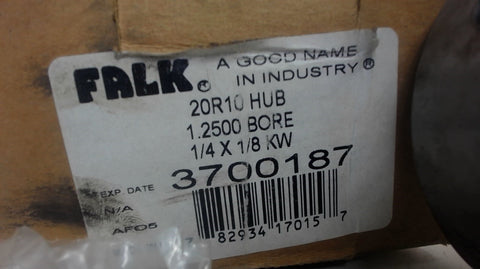 FALK®
A GOOD NAME
IN INDUSTRY®
20R10 HUB
1.2500 BORE
1/4 X 1/8 KW
3700187
EXP DATE
N/A
AF05
7 82934 17015 7